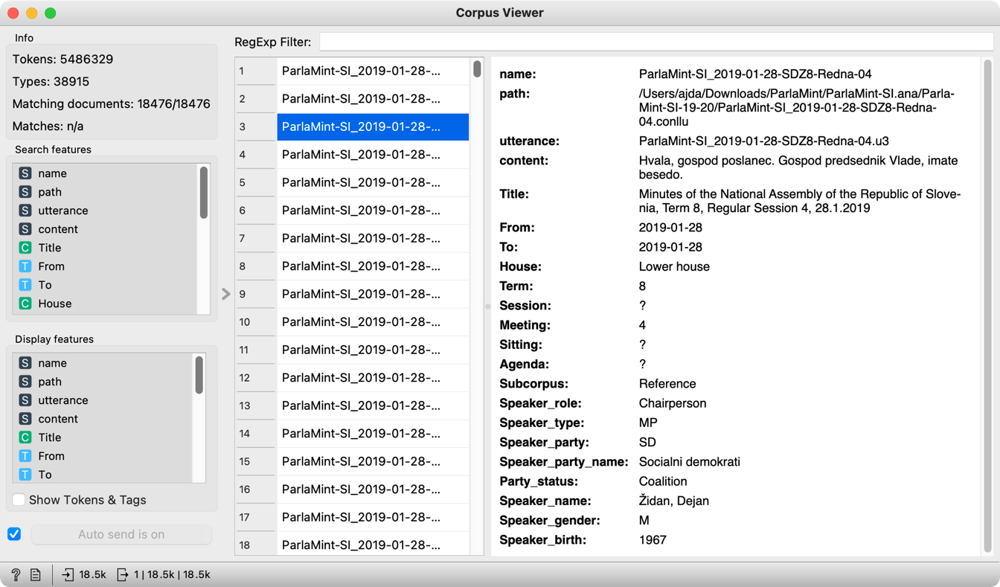 Corpus Viewer
Info
Tokens: 5486329
Types: 38915
Matching documents: 18476/18476
Matches: n/a
Search features
S name
S path
S utterance
S content
C Title
T From
T To
C House
Display features
S name
S path
S utterance
S content
C Title
T From
T To
Show Tokens & Tags
Auto send is on
RegExp Filter:
1 ParlaMint-SI_2019-01-28-...
2 ParlaMint-SI_2019-01-28-...
3 ParlaMint-SI_2019-01-28-...
4 ParlaMint-SI_2019-01-28-...
5 ParlaMint-SI_2019-01-28-...
6 ParlaMint-SI_2019-01-28-...
7 ParlaMint-SI_2019-01-28-...
8 ParlaMint-SI_2019-01-28-...
9 ParlaMint-SI_2019-01-28-...
10 ParlaMint-SI_2019-01-28-...
11 ParlaMint-SI_2019-01-28-...
12 ParlaMint-SI_2019-01-28-...
13 ParlaMint-SI_2019-01-28-...
14 ParlaMint-SI_2019-01-28-...
15 ParlaMint-SI_2019-01-28-...
16 ParlaMint-SI_2019-01-28-...
17 ParlaMint-SI_2019-01-28-...
18 ParlaMint-SI_2019-01-28-...
name: ParlaMint-SI_2019-01-28-SDZ8-Redna-04
path: /Users/ajda/Downloads/ParlaMint/ParlaMint-SI.ana/Parla-
Mint-SI-19-20/ParlaMint-SI_2019-01-28-SDZ8-Redna-
04.conllu
utterance: ParlaMint-SI_2019-01-28-SDZ8-Redna-04.u3
content: Hvala, gospod poslanec. Gospod predsednik Vlade, imate
besedo.
Title: Minutes of the National Assembly of the Republic of Slove-
nia, Term 8, Regular Session 4, 28.1.2019
From: 2019-01-28
To: 2019-01-28
House: Lower house
Term: 8
Session: ?
Meeting: 4
Sitting: ?
Agenda: ?
Subcorpus: Reference
Speaker_role: Chairperson
Speaker_type: MP
Speaker_party: SD
Speaker_party_name: Socialni demokrati
Party_status: Coalition
Speaker_name: Židan, Dejan
Speaker_gender: M
Speaker_birth: 1967
? 18.5k 1 | 18.5k | 18.5k